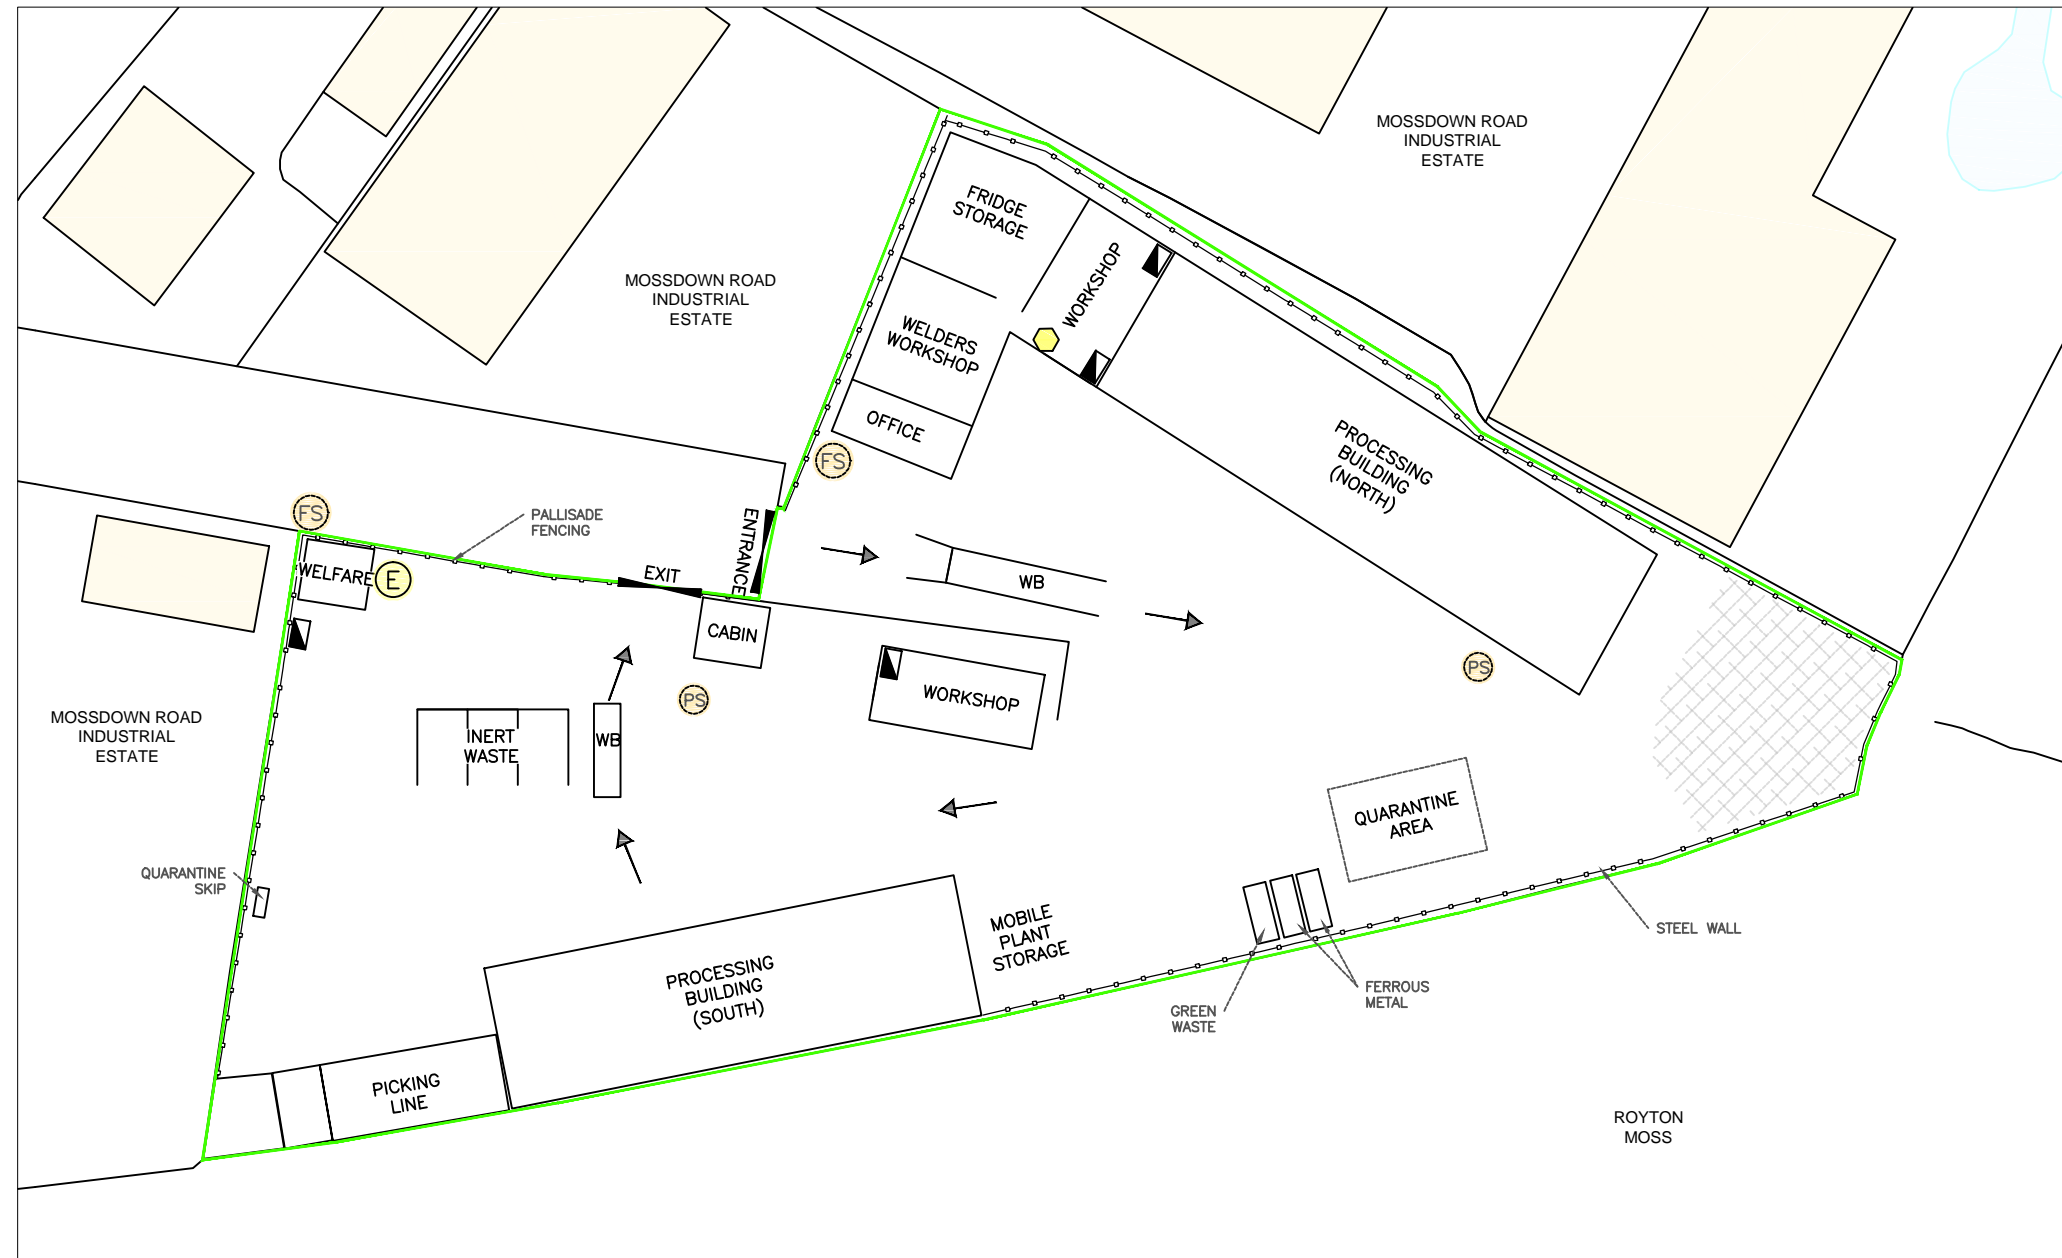 MOSSDOWN ROAD
INDUSTRIAL
ESTATE
MOSSDOWN ROAD
INDUSTRIAL
ESTATE
FRIDGE
STORAGE
WORKSHOP
WELDERS
WORKSHOP
OFFICE
FS
PROCESSING
BUILDING
(NORTH)
FS
PALLISADE
FENCING
ENTRANCE
WELFARE
E
EXIT
WB
CABIN
PS
PS
WORKSHOP
MOSSDOWN ROAD
INDUSTRIAL
ESTATE
INERT
WASTE
WB
QUARANTINE
AREA
QUARANTINE
SKIP
MOBILE
PLANT
STORAGE
STEEL WALL
PROCESSING
BUILDING
(SOUTH)
FERROUS
METAL
GREEN
WASTE
PICKING
LINE
ROYTON
MOSS